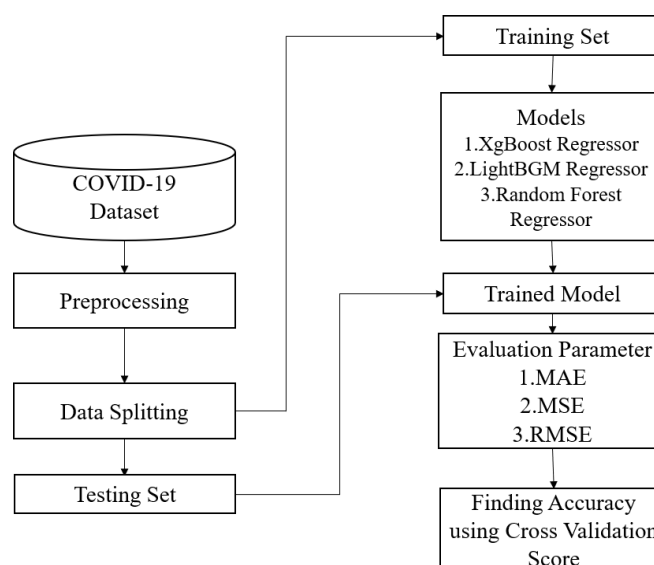 COVID-19
Dataset
Preprocessing
Data Splitting
Testing Set
Training Set
Models
1.XgBoost Regressor
2.LightBGM Regressor
3.Random Forest
Regressor
Trained Model
Evaluation Parameter
1.MAE
2.MSE
3.RMSE
Finding Accuracy
using Cross Validation
Score